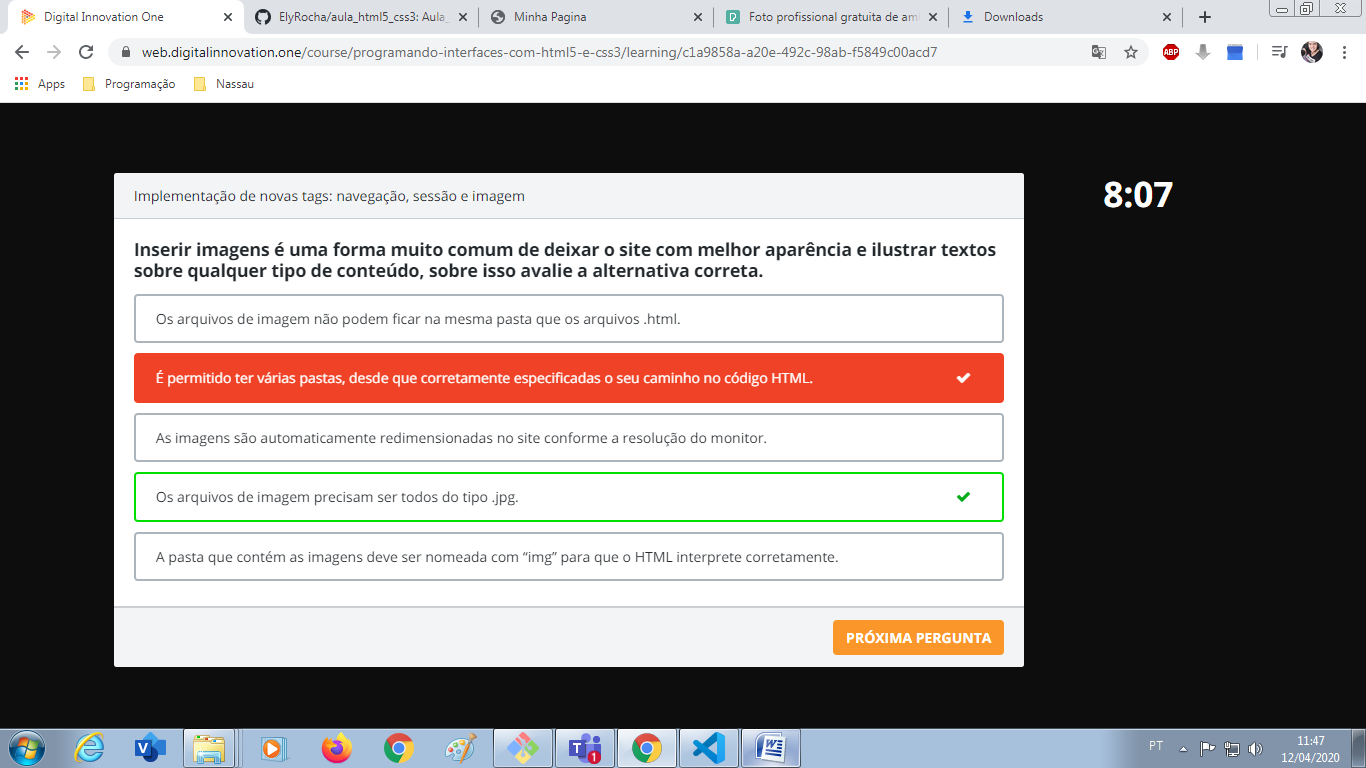 Digital Innovation One
ElyRocha/aula_html5_css3: Aula_
Minha Pagina
Foto profissional gratuita de aml
Downloads
web.digitalinnovation.one/course/programando-interfaces-com-html5-e-css3/learning/c1a9858a-a20e-492c-98ab-f5849c00acd7
ABP
Apps
Programação
Nassau
Implementação de novas tags: navegação, sessão e imagem
8:07
Inserir imagens é uma forma muito comum de deixar o site com melhor aparência e ilustrar textos
sobre qualquer tipo de conteúdo, sobre isso avalie a alternativa correta.
Os arquivos de imagem não podem ficar na mesma pasta que os arquivos .html.
É permitido ter várias pastas, desde que corretamente especificadas o seu caminho no código HTML.
As imagens são automaticamente redimensionadas no site conforme a resolução do monitor.
Os arquivos de imagem precisam ser todos do tipo .jpg.
A pasta que contém as imagens deve ser nomeada com “img” para que o HTML interprete corretamente.
PRÓXIMA PERGUNTA
PT
11:47
12/04/2020